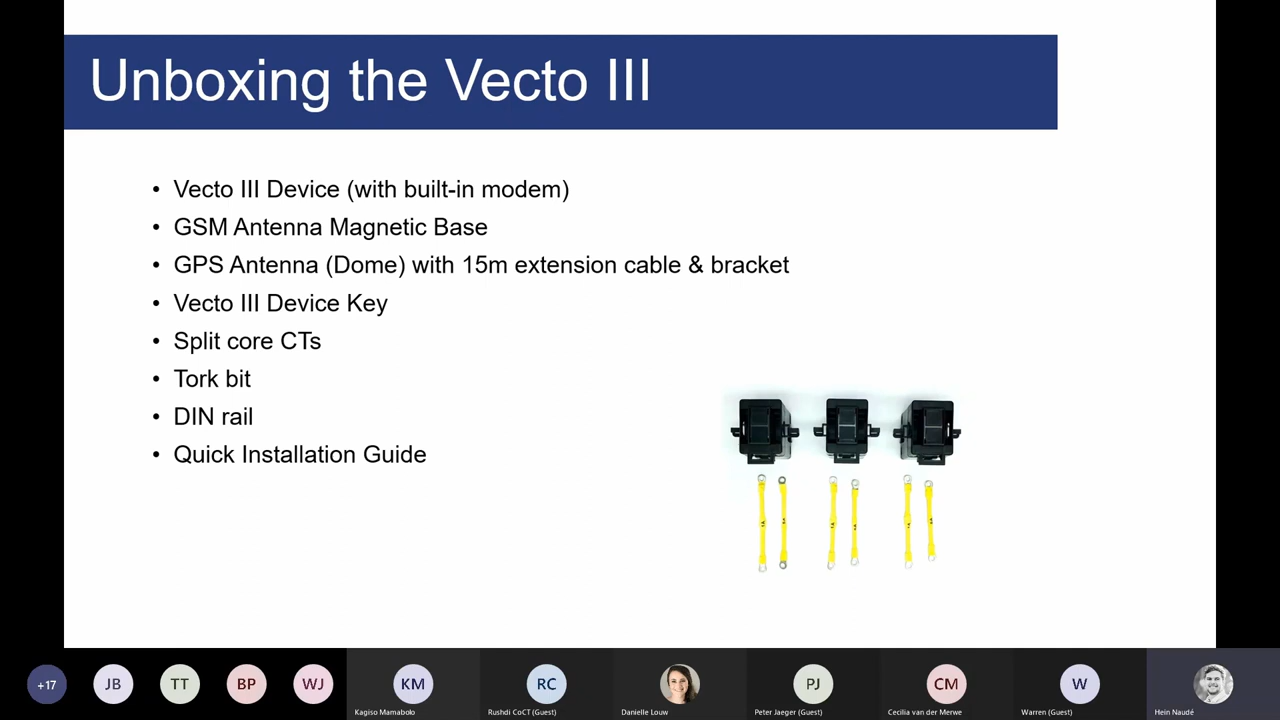 Unboxing the Vecto III
• Vecto III Device (with built-in modem)
• GSM Antenna Magnetic Base
• GPS Antenna (Dome) with 15m extension cable & bracket
• Vecto III Device Key
• Split core CTs
• Tork bit
• DIN rail
• Quick Installation Guide
+17
JB
TT
BP
WJ
KM
RC
PJ
CM
W
Kagiso Mamabolo
Rushdi CoCT (Guest)
Danielle Louw
Peter Jaeger (Guest)
Cecilia van der Merwe
Warren (Guest)
Hein Naudé